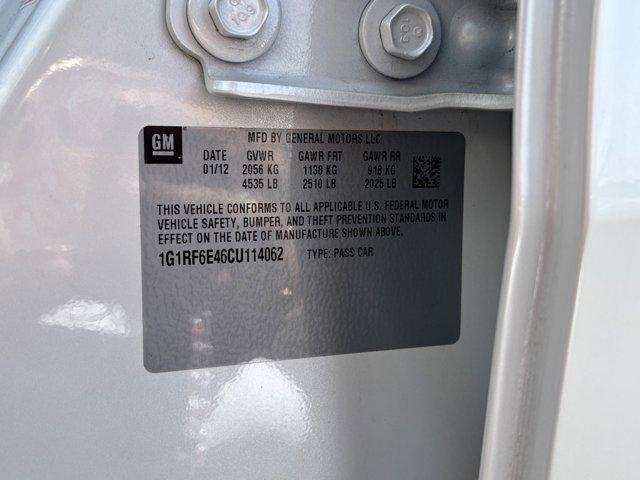 GM
MFD BY GENERAL MOTORS LLC
DATE GVWR GAWR FRT GAWR RR
01/12 2056 KG 1138 KG 918 KG
4535 LB 2510 LB 2025 LB
THIS VEHICLE CONFORMS TO ALL APPLICABLE U.S. FEDERAL MOTOR
VEHICLE SAFETY, BUMPER, AND THEFT PREVENTION STANDARDS IN
EFFECT ON THE DATE OF MANUFACTURE SHOWN ABOVE.
1G1RF6E46CU114062 TYPE: PASS CAR